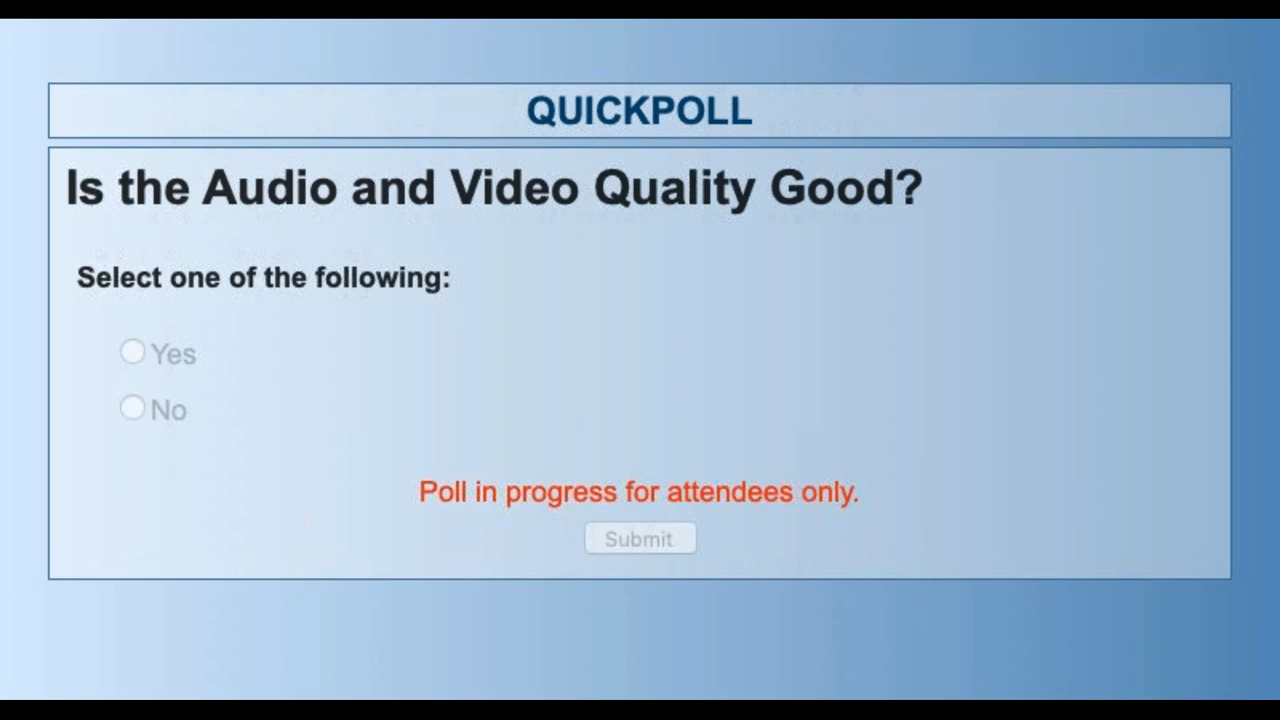 QUICKPOLL
Is the Audio and Video Quality Good?
Select one of the following:
Yes
No
Poll in progress for attendees only.
Submit